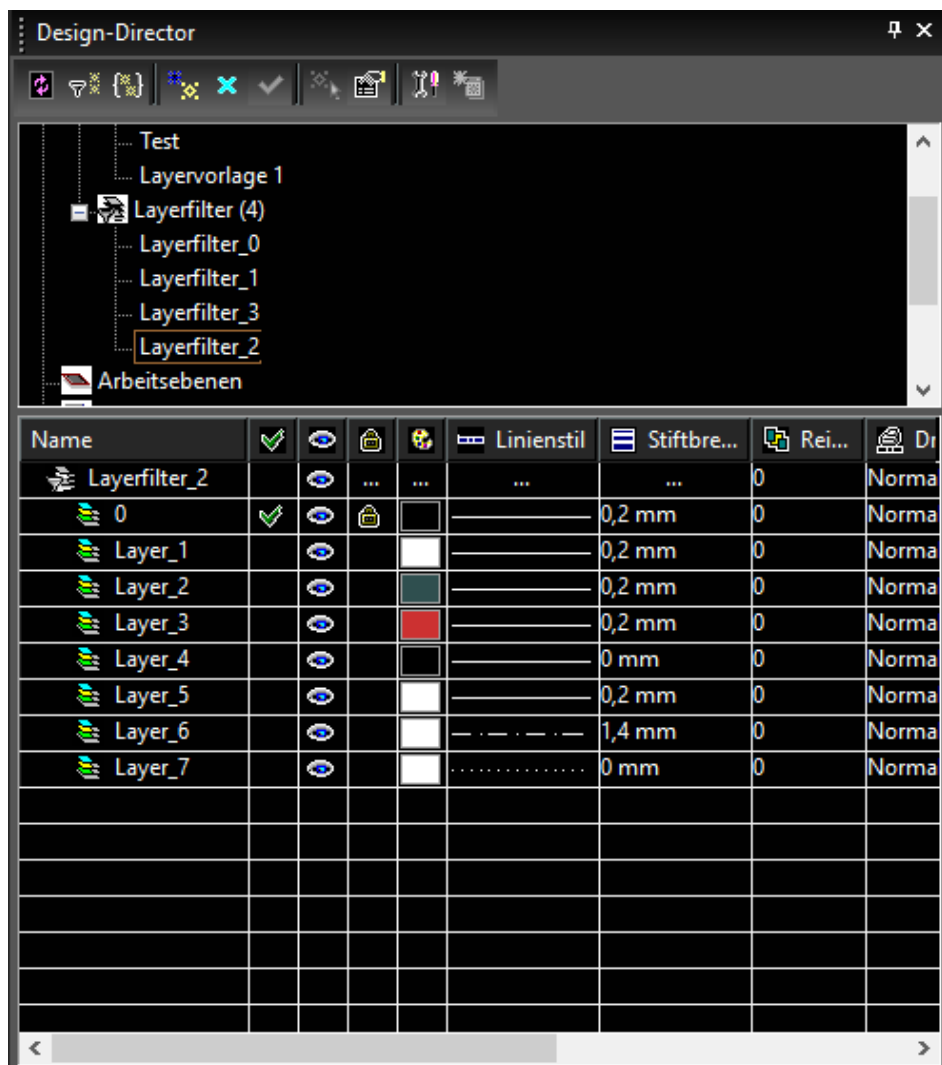 Design-Director
Test
Layervorlage 1
Layerfilter (4)
Layerfilter_0
Layerfilter_1
Layerfilter_3
Layerfilter_2
Arbeitsebenen
Name Linienstil Stiftbre... Rei... Dr
Layerfilter_2 ... ... ... ... 0 Norma
0 0,2 mm 0 Norma
Layer_1 0,2 mm 0 Norma
Layer_2 0,2 mm 0 Norma
Layer_3 0,2 mm 0 Norma
Layer_4 0 mm 0 Norma
Layer_5 0,2 mm 0 Norma
Layer_6 1,4 mm 0 Norma
Layer_7 0 mm 0 Norma